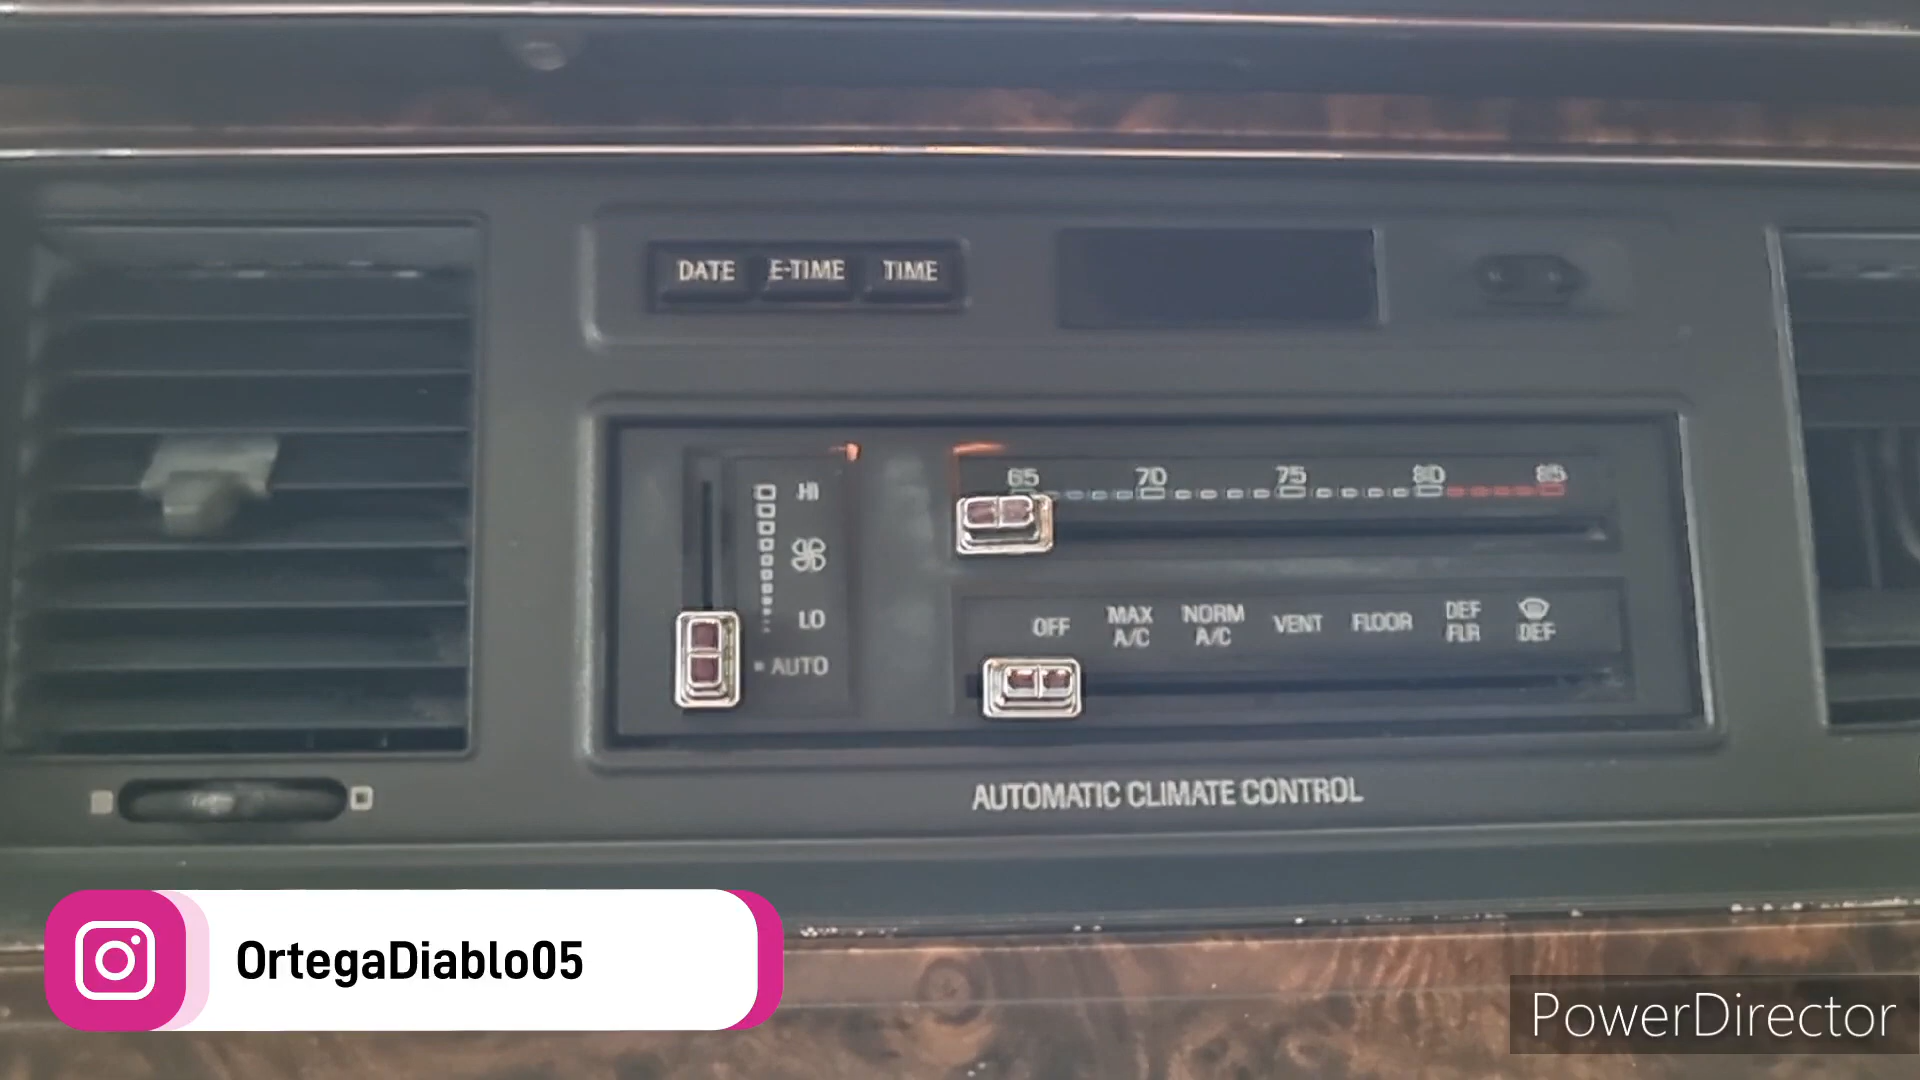 DATE E-TIME TIME
HI
LO
AUTO
65 70 75 80 85
OFF MAX A/C NORM A/C VENT FLOOR DEF FLR DEF
AUTOMATIC CLIMATE CONTROL
OrtegaDiablo05
PowerDirector